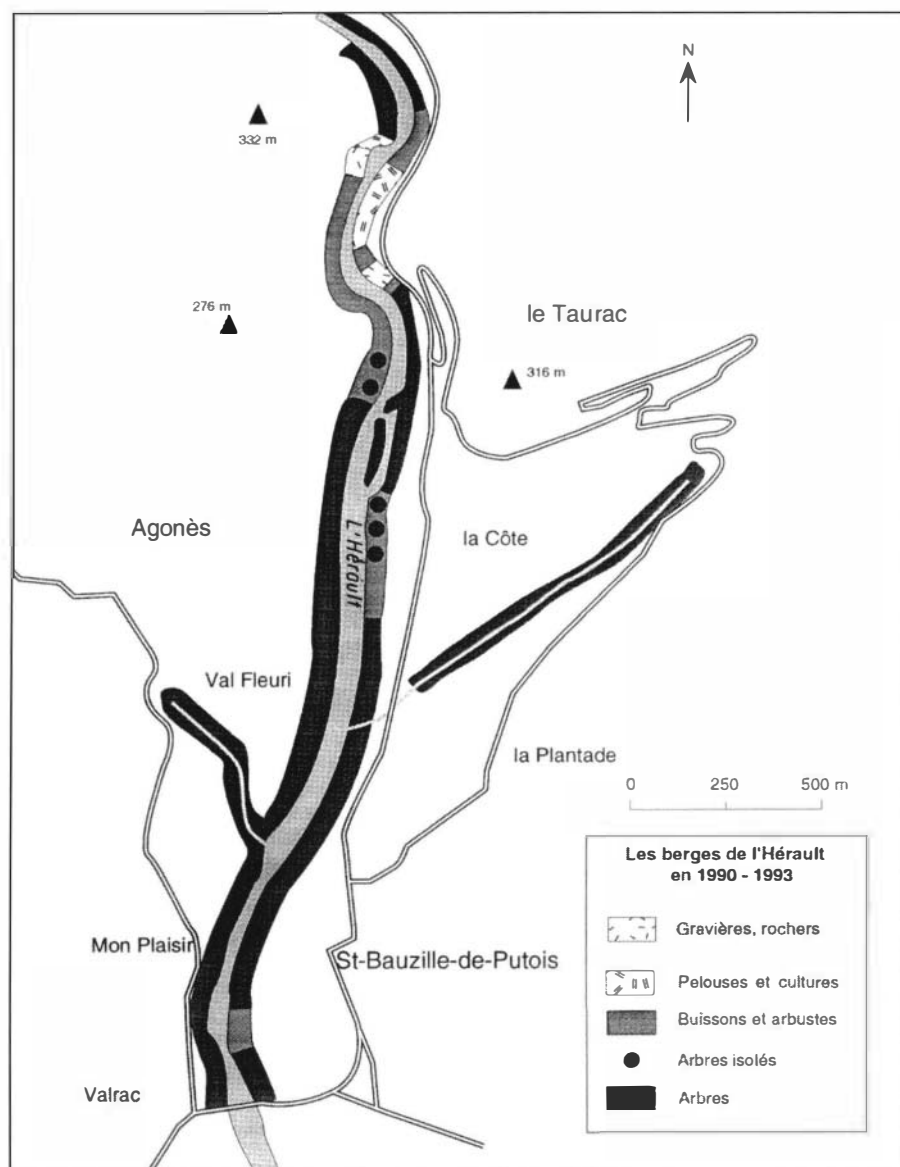 N
332 m
276 m
le Taurac
316 m
Agonès
L'Hérault
la Côte
Val Fleuri
la Plantade
0 250 500 m
Les berges de l'Hérault
en 1990 - 1993
Gravières, rochers
Pelouses et cultures
Buissons et arbustes
Arbres isolés
Arbres
Mon Plaisir
St-Bauzille-de-Putois
Valrac